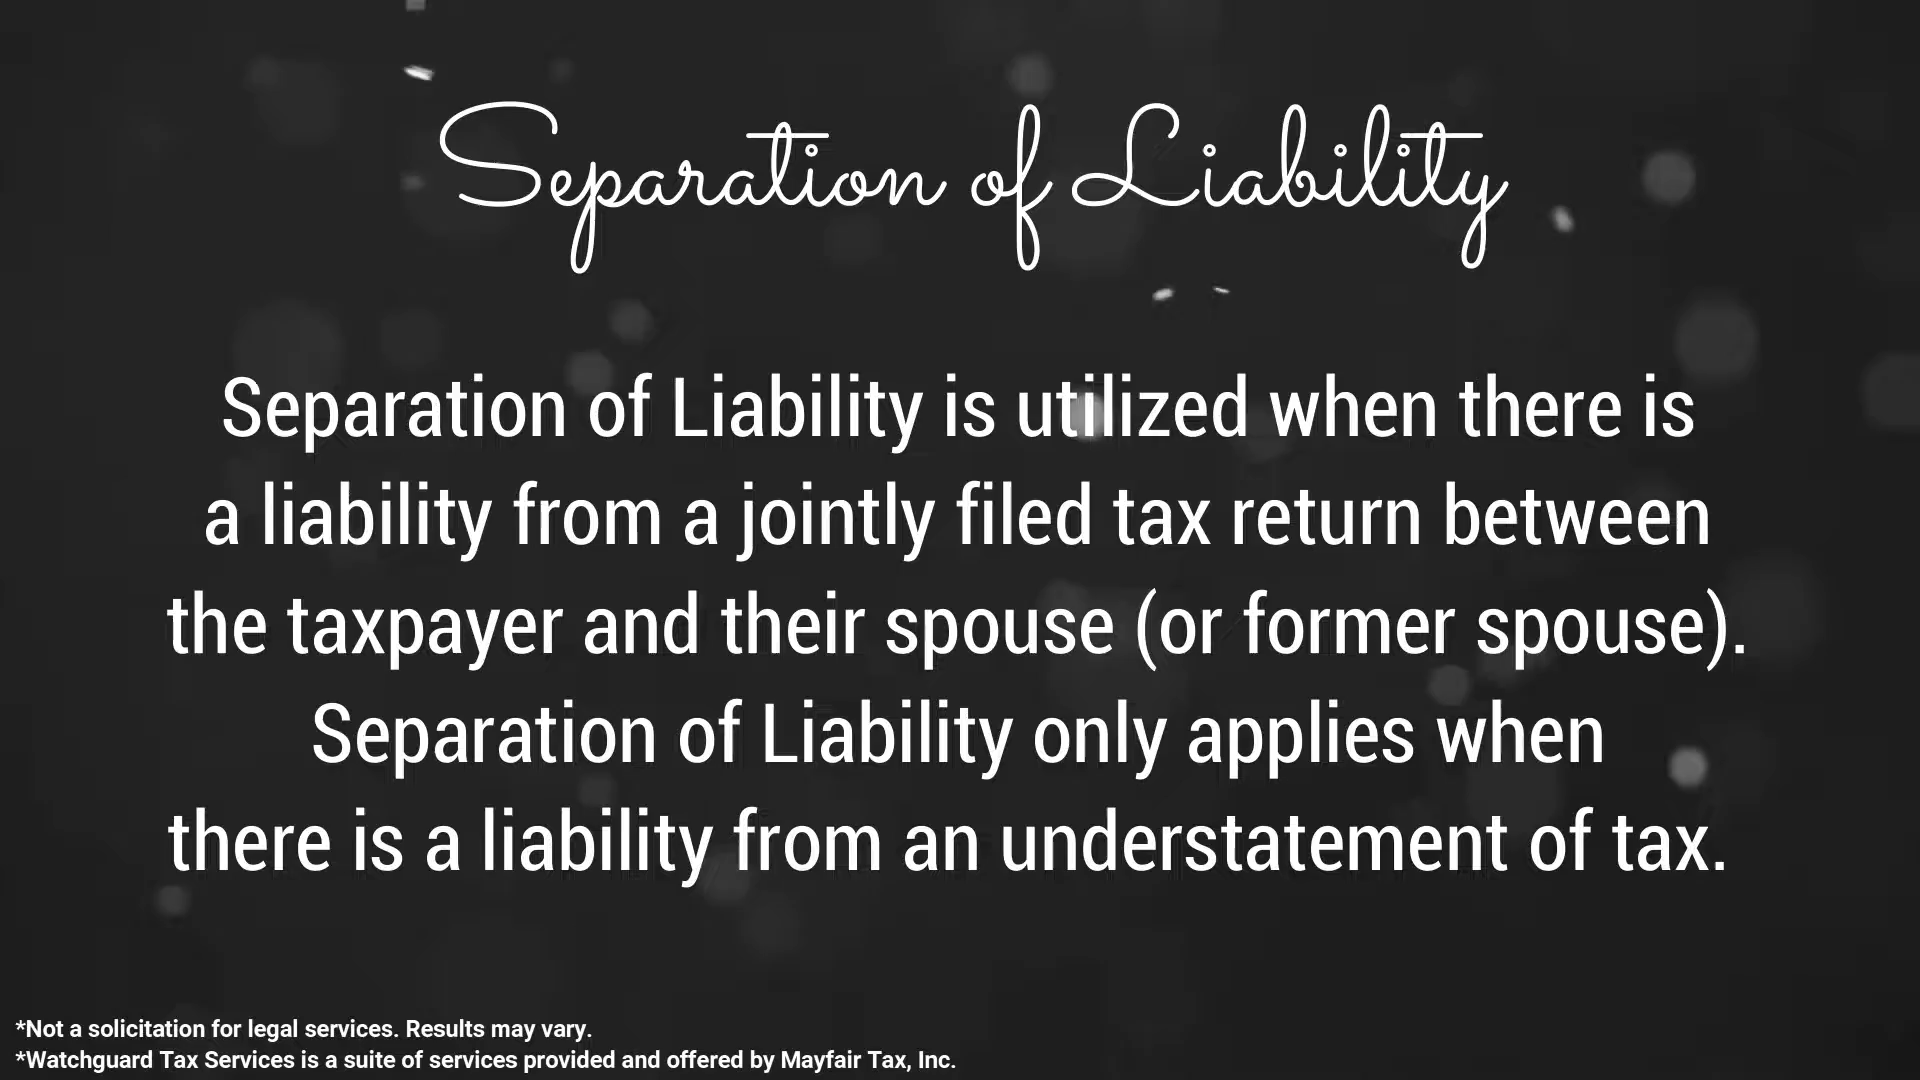 Separation of Liability
Separation of Liability is utilized when there is
a liability from a jointly filed tax return between
the taxpayer and their spouse (or former spouse).
Separation of Liability only applies when
there is a liability from an understatement of tax.
*Not a solicitation for legal services. Results may vary.
*Watchguard Tax Services is a suite of services provided and offered by Mayfair Tax, Inc.